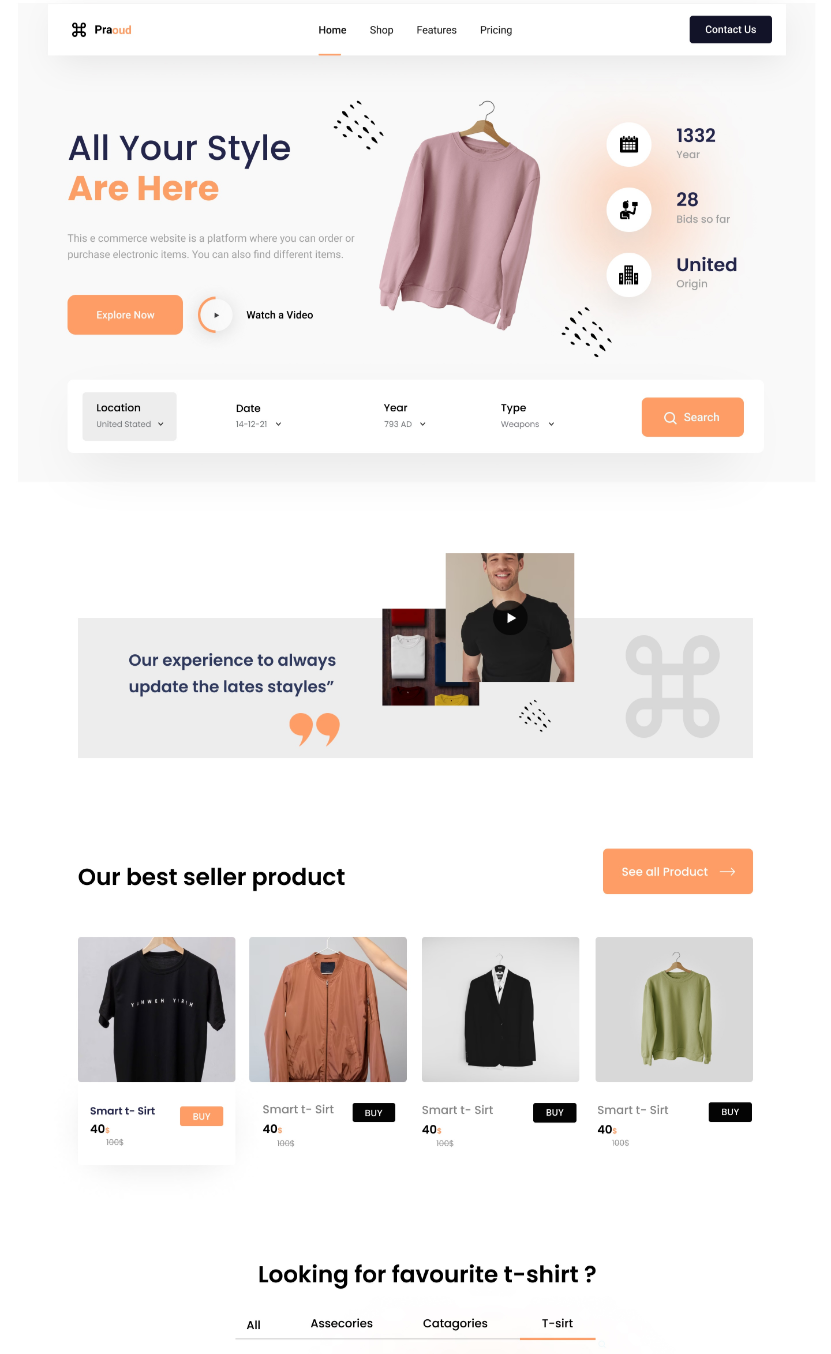 Praoud
Home
Shop
Features
Pricing
Contact Us
All Your Style
Are Here
This e commerce website is a platform where you can order or
purchase electronic items. You can also find different items.
Explore Now
Watch a Video
1332
Year
28
Bids so far
United
Origin
Location
United Stated
Date
14-12-21
Year
793 AD
Type
Weapons
Search
Our experience to always
update the lates stayles”
Our best seller product
See all Product
YINWEN YINIM
Smart t- Sirt
40$
100$
BUY
Smart t- Sirt
40$
100$
BUY
Smart t- Sirt
40$
100$
BUY
Smart t- Sirt
40$
100$
BUY
Looking for favourite t-shirt ?
All
Assecories
Catagories
T-sirt